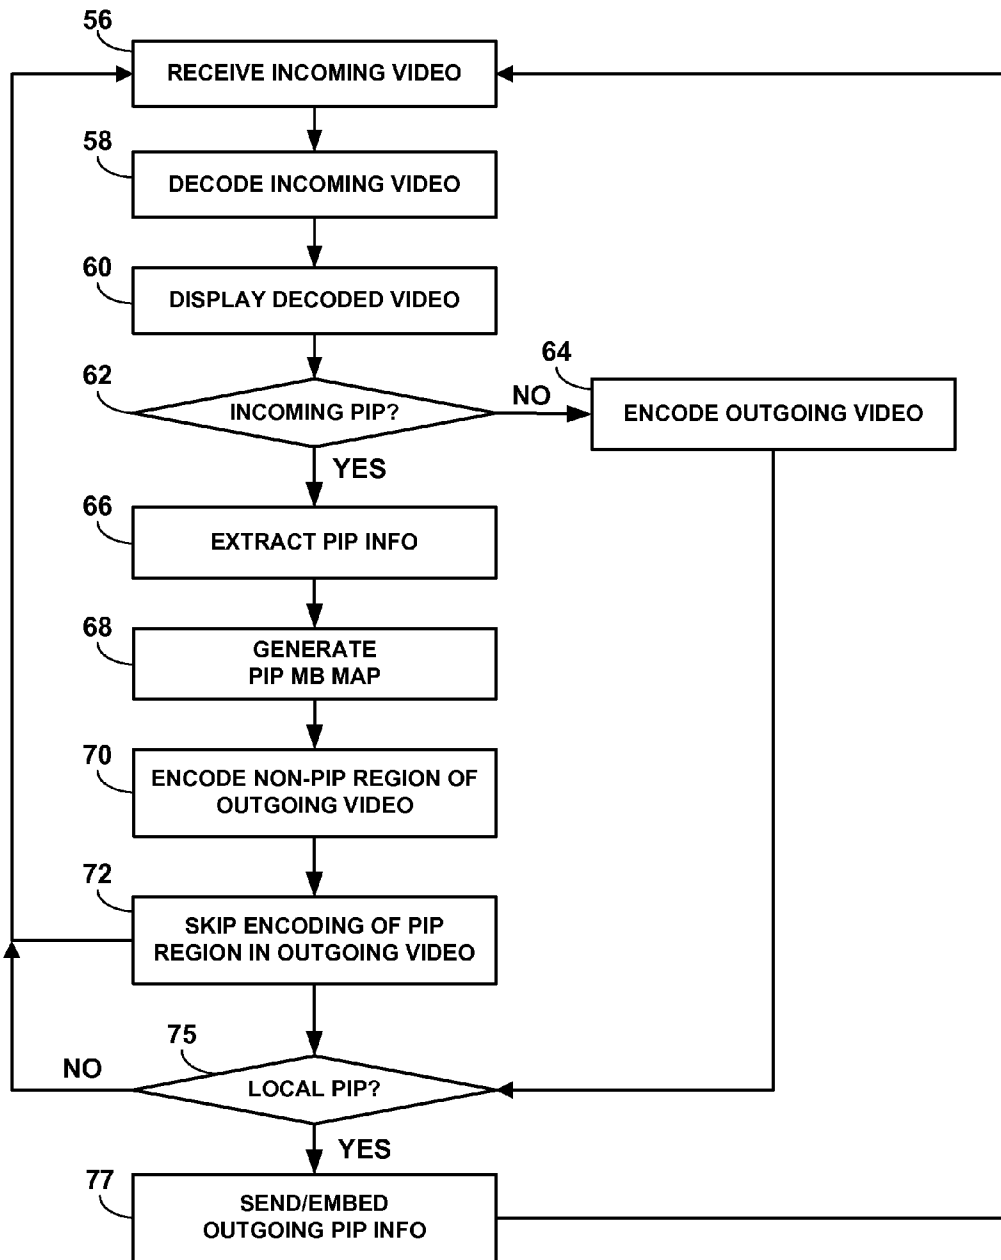 56
RECEIVE INCOMING VIDEO
58
DECODE INCOMING VIDEO
60
DISPLAY DECODED VIDEO
62
INCOMING PIP?
NO
64
ENCODE OUTGOING VIDEO
YES
66
EXTRACT PIP INFO
68
GENERATE
PIP MB MAP
70
ENCODE NON-PIP REGION OF
OUTGOING VIDEO
72
SKIP ENCODING OF PIP
REGION IN OUTGOING VIDEO
75
NO
LOCAL PIP?
YES
77
SEND/EMBED
OUTGOING PIP INFO